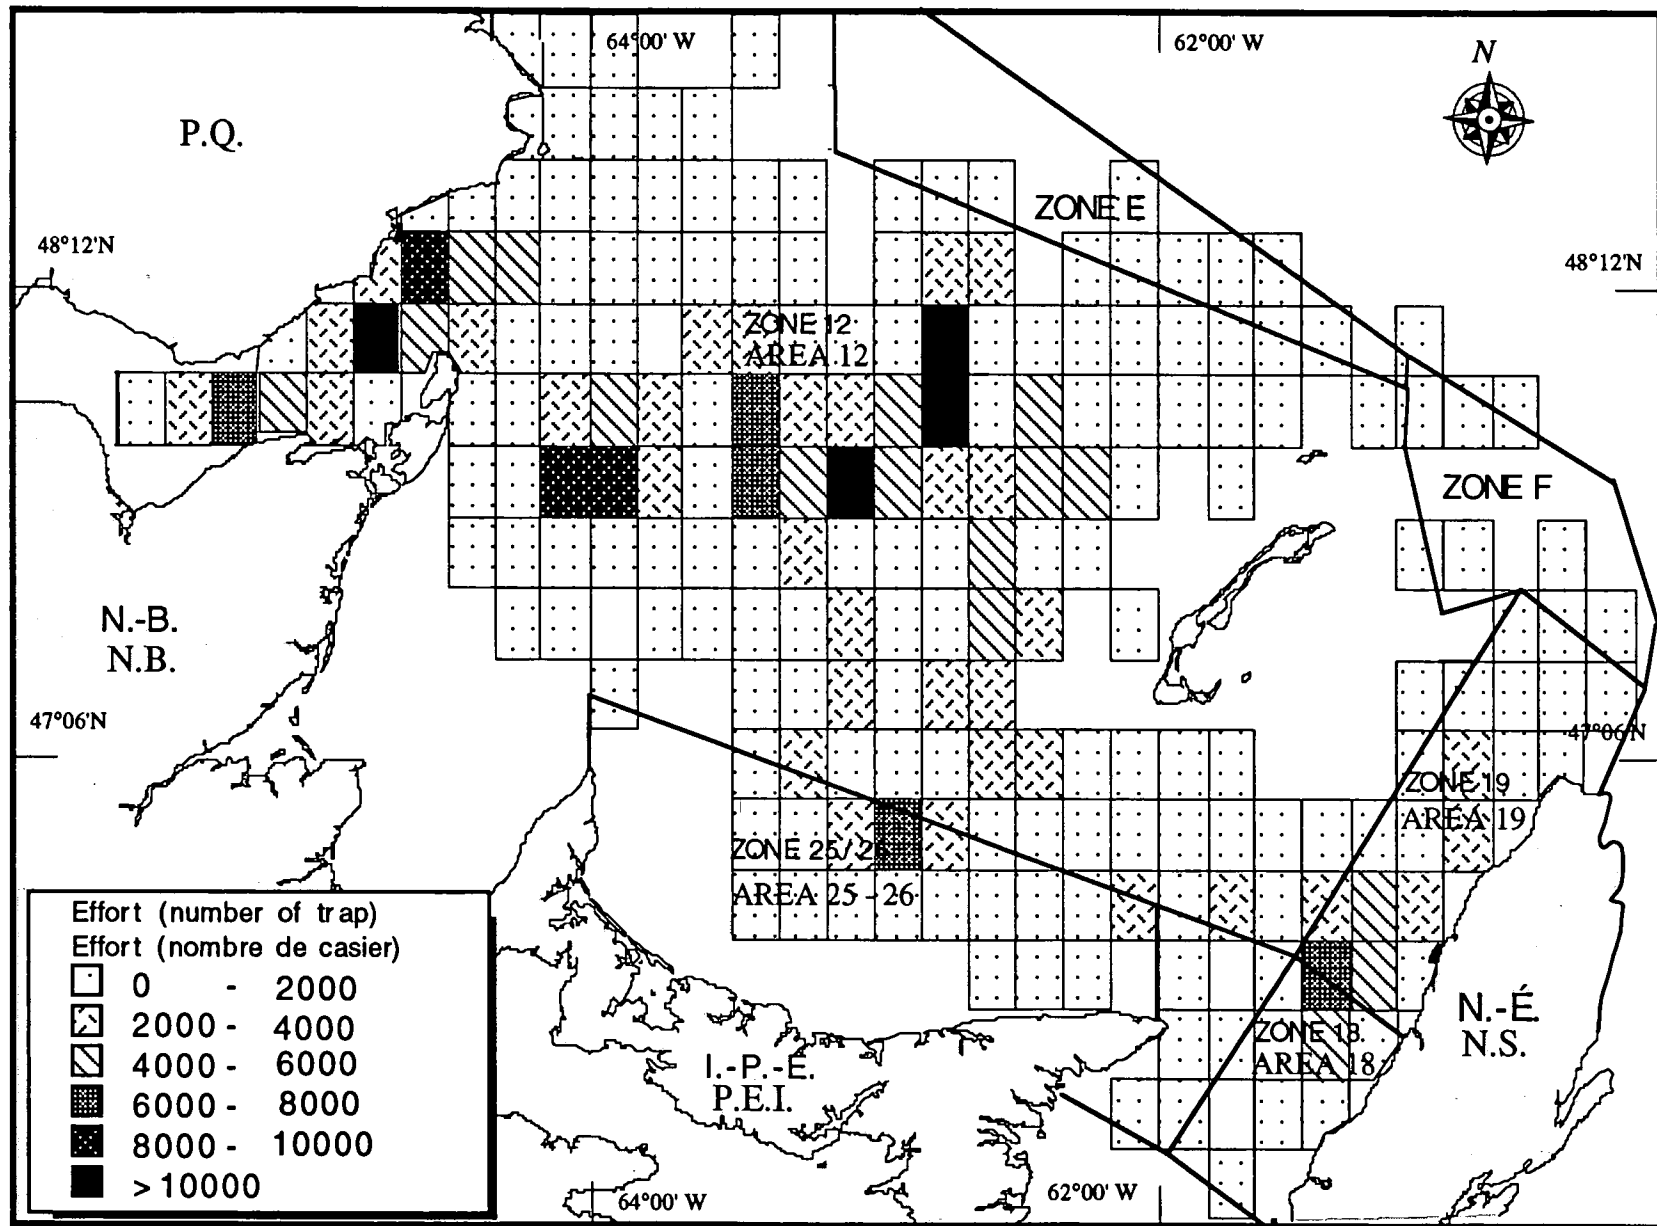 64°00' W
62°00' W
N
P.Q.
ZONE E
48°12'N
48°12'N
ZONE 12
AREA 12
ZONE F
N.-B.
N.B.
47°06'N
47°06'N
ZONE 19
AREA 19
ZONE 25/26
AREA 25 - 26
Effort (number of trap)
Effort (nombre de casier)
0 - 2000
2000 - 4000
4000 - 6000
6000 - 8000
8000 - 10000
>10000
N.-É.
N.S.
ZONE 18
AREA 18
I.-P.-E.
P.E.I.
64°00' W
62°00' W